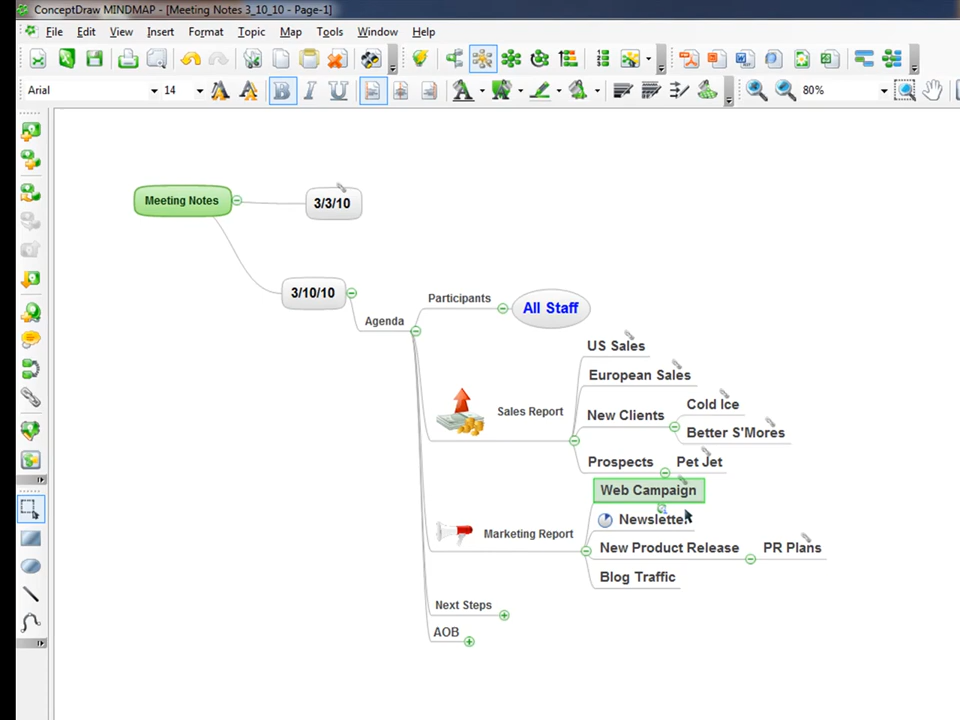 ConceptDraw MINDMAP - [Meeting Notes 3_10_10 - Page-1]
File Edit View Insert Format Topic Map Tools Window Help
Arial 14 B I U 80%
Meeting Notes
3/3/10
3/10/10
Agenda
Participants
All Staff
US Sales
European Sales
Sales Report
New Clients
Cold Ice
Better S'Mores
Prospects
Pet Jet
Web Campaign
Newsletter
Marketing Report
New Product Release
PR Plans
Blog Traffic
Next Steps
AOB